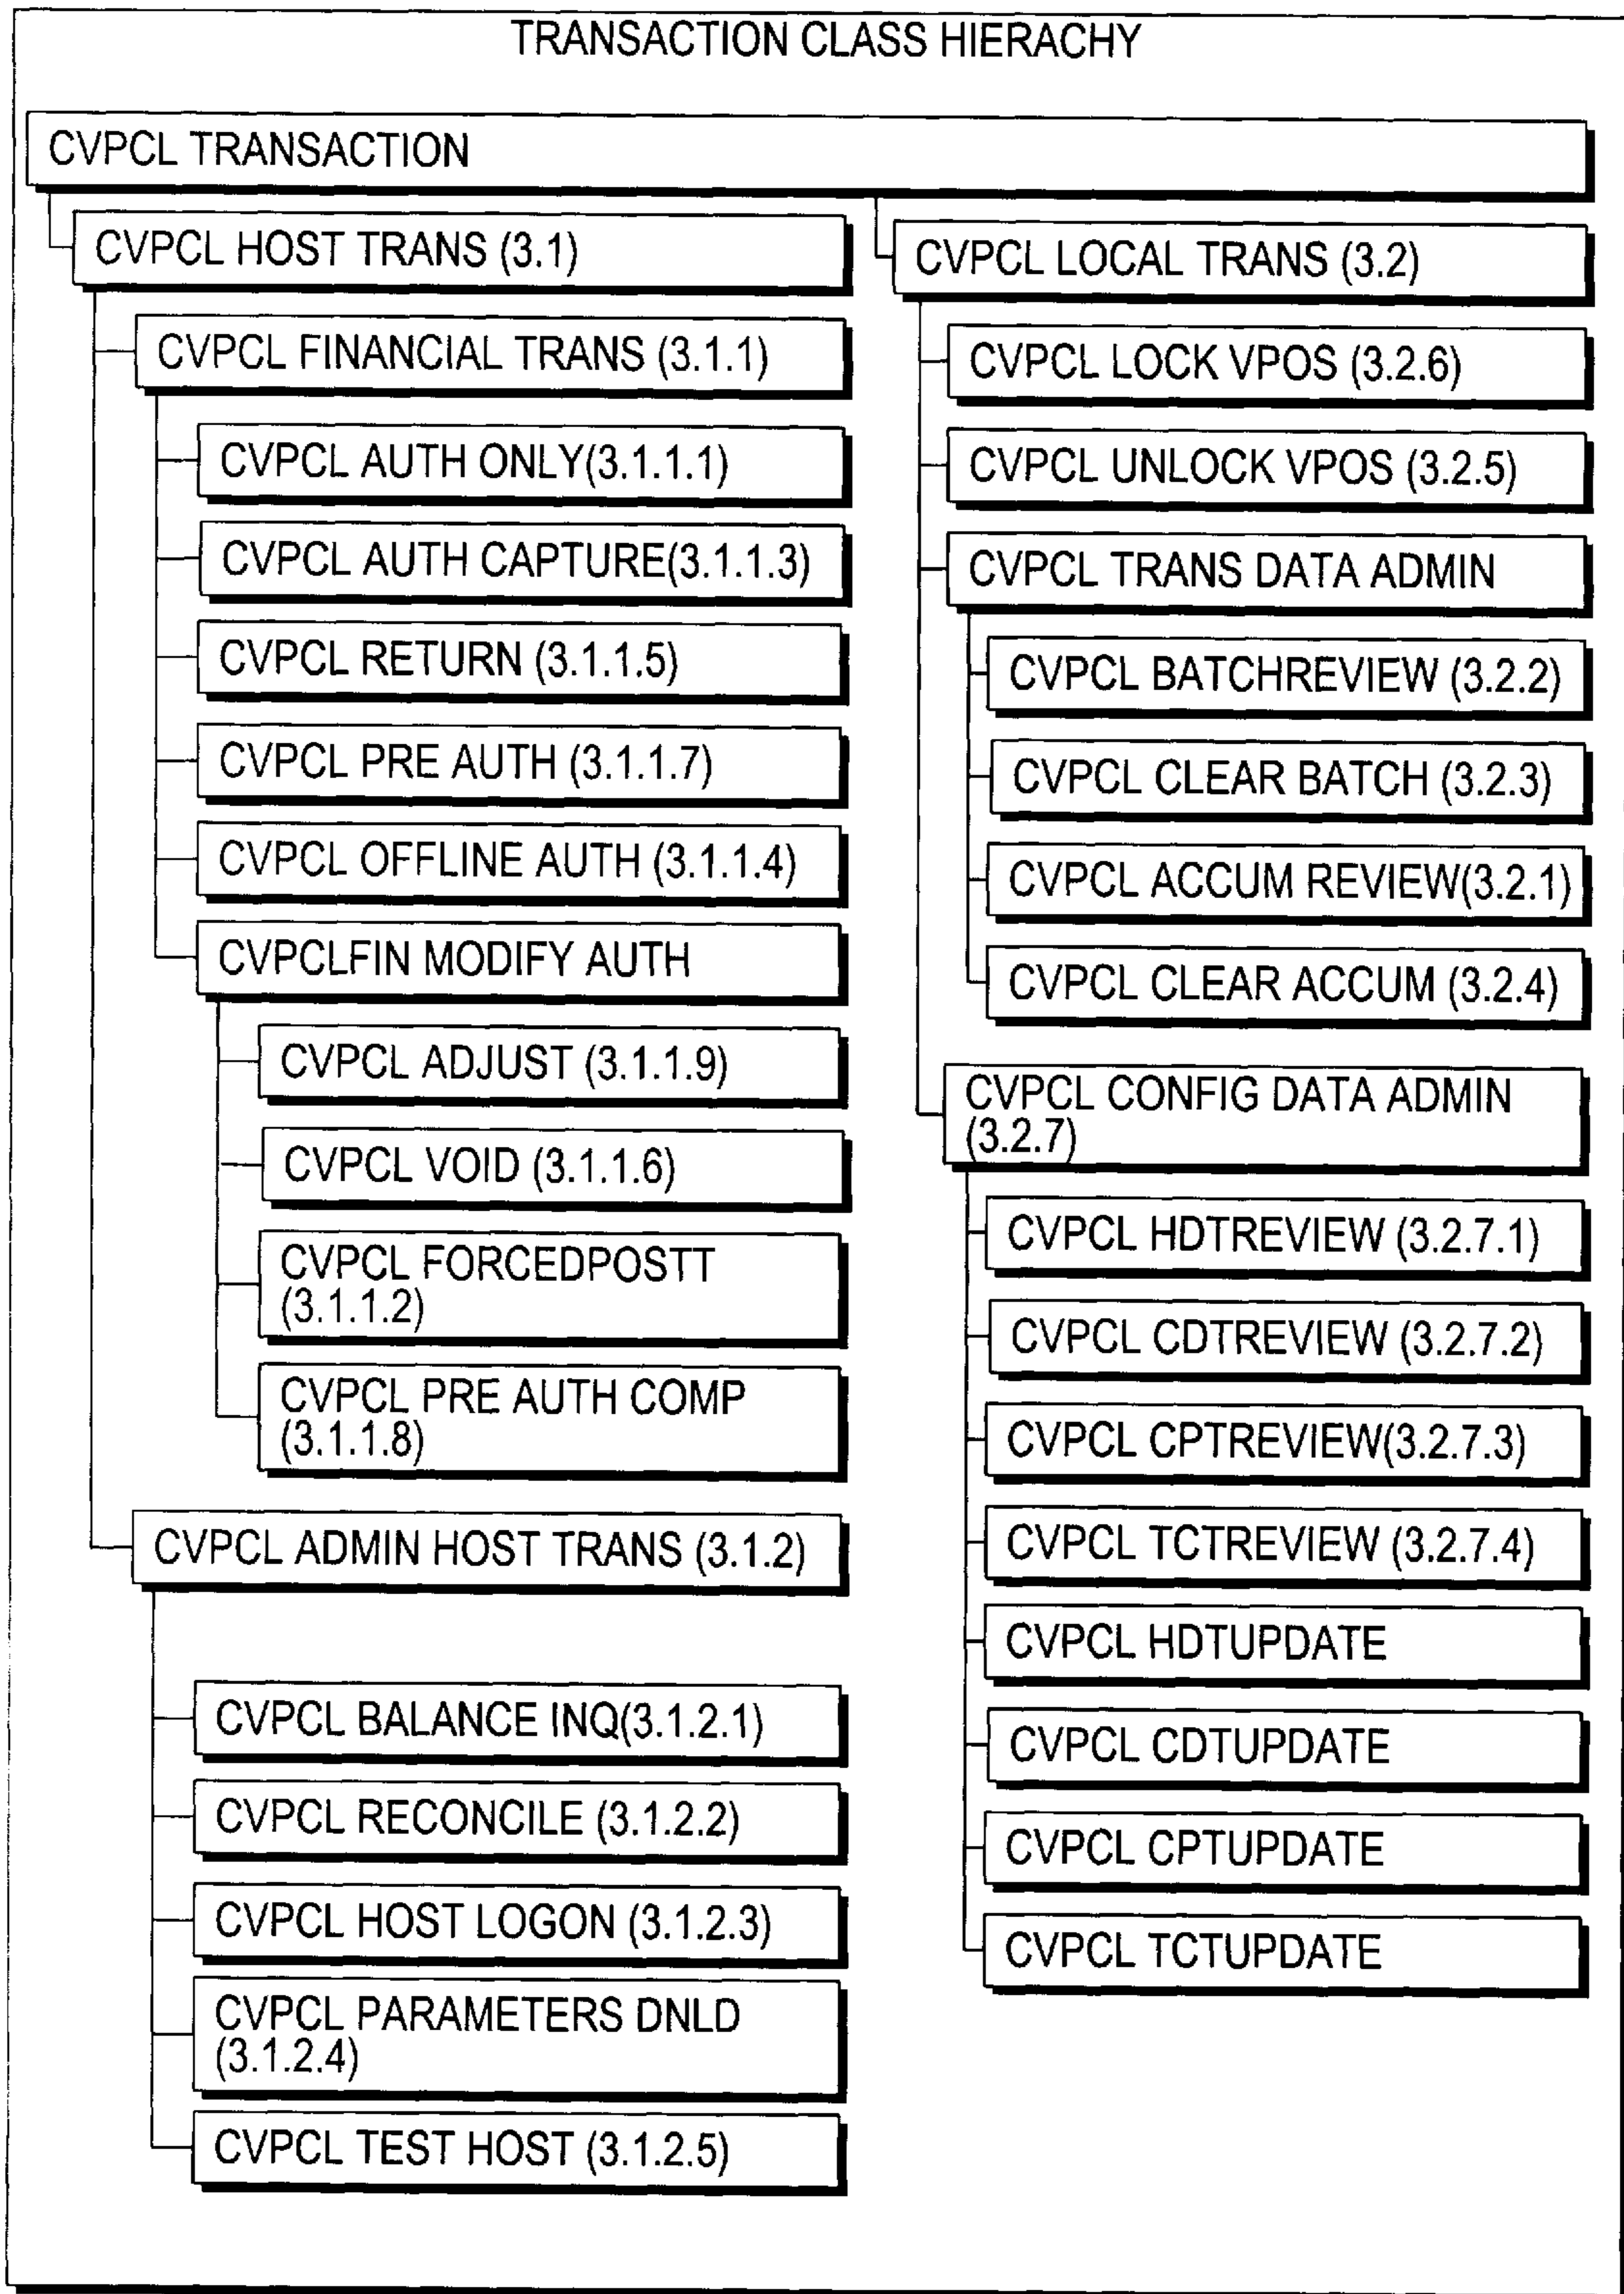 TRANSACTION CLASS HIERACHY
CVPCL TRANSACTION
CVPCL HOST TRANS (3.1)
CVPCL FINANCIAL TRANS (3.1.1)
CVPCL AUTH ONLY(3.1.1.1)
CVPCL AUTH CAPTURE(3.1.1.3)
CVPCL RETURN (3.1.1.5)
CVPCL PRE AUTH (3.1.1.7)
CVPCL OFFLINE AUTH (3.1.1.4)
CVPCLFIN MODIFY AUTH
CVPCL ADJUST (3.1.1.9)
CVPCL VOID (3.1.1.6)
CVPCL FORCEDPOSTT
(3.1.1.2)
CVPCL PRE AUTH COMP
(3.1.1.8)
CVPCL ADMIN HOST TRANS (3.1.2)
CVPCL BALANCE INQ(3.1.2.1)
CVPCL RECONCILE (3.1.2.2)
CVPCL HOST LOGON (3.1.2.3)
CVPCL PARAMETERS DNLD
(3.1.2.4)
CVPCL TEST HOST (3.1.2.5)
CVPCL LOCAL TRANS (3.2)
CVPCL LOCK VPOS (3.2.6)
CVPCL UNLOCK VPOS (3.2.5)
CVPCL TRANS DATA ADMIN
CVPCL BATCHREVIEW (3.2.2)
CVPCL CLEAR BATCH (3.2.3)
CVPCL ACCUM REVIEW(3.2.1)
CVPCL CLEAR ACCUM (3.2.4)
CVPCL CONFIG DATA ADMIN
(3.2.7)
CVPCL HDTREVIEW (3.2.7.1)
CVPCL CDTREVIEW (3.2.7.2)
CVPCL CPTREVIEW(3.2.7.3)
CVPCL TCTREVIEW (3.2.7.4)
CVPCL HDTUPDATE
CVPCL CDTUPDATE
CVPCL CPTUPDATE
CVPCL TCTUPDATE